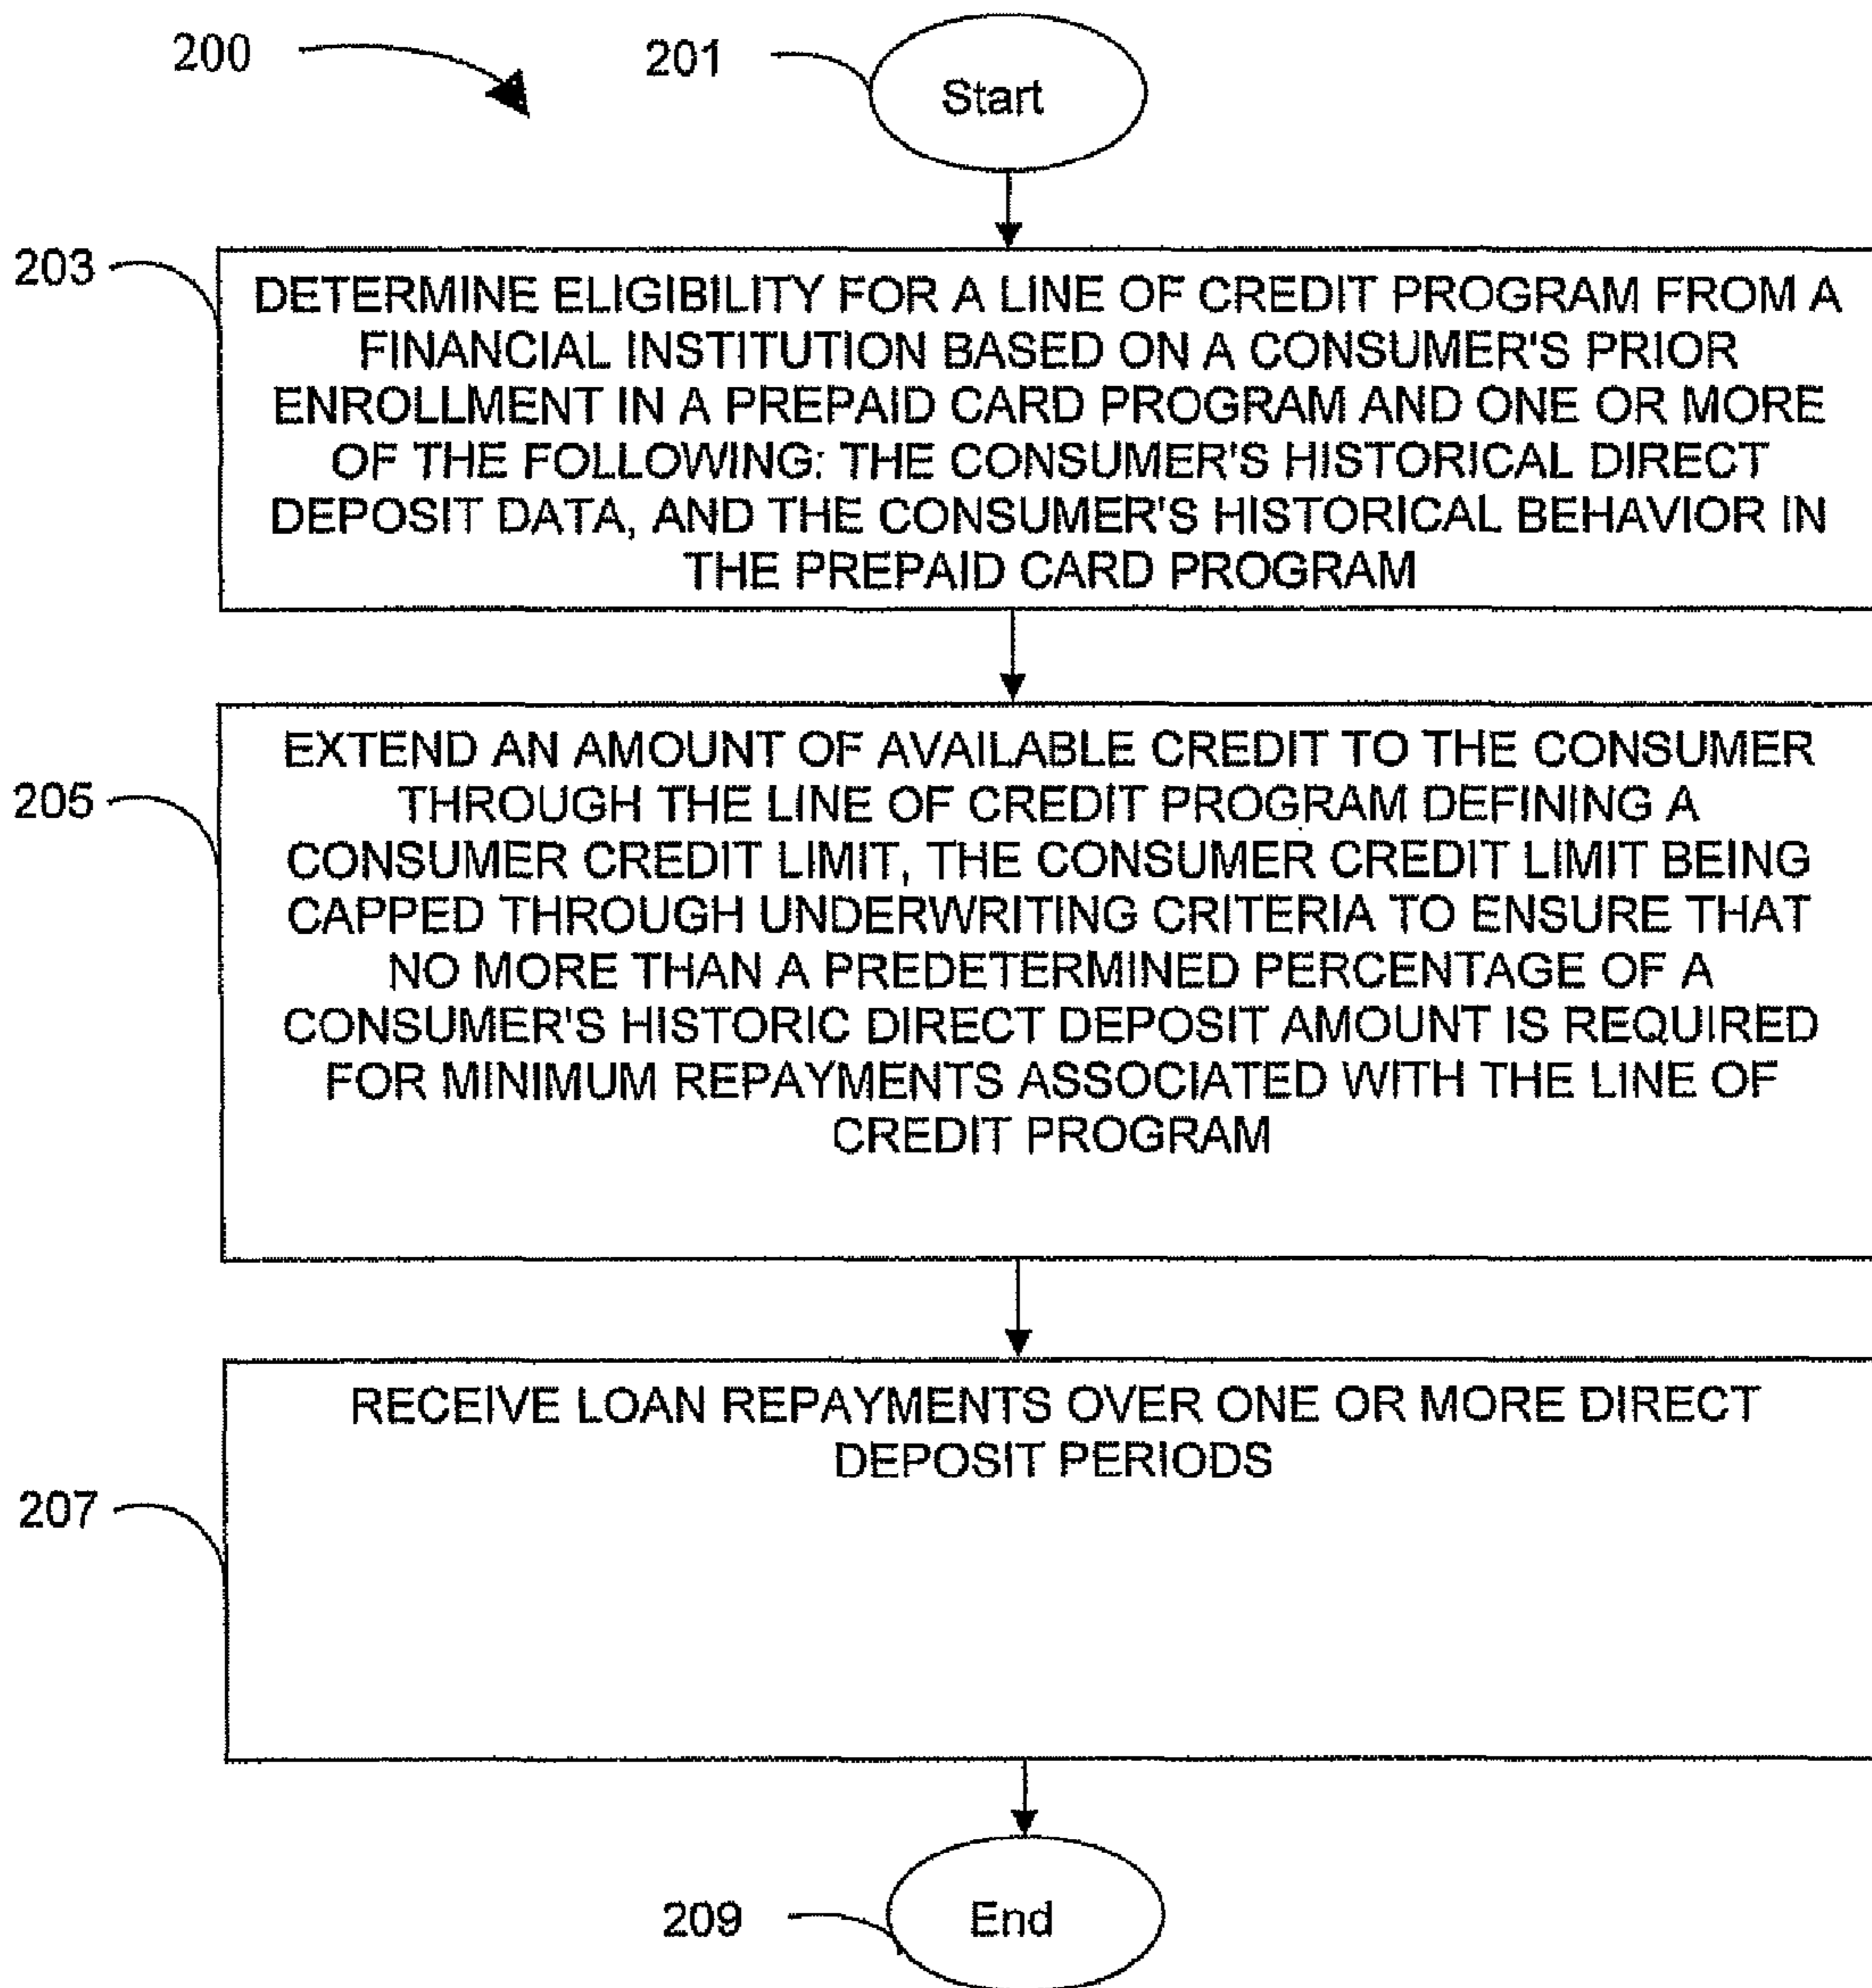 200
201
Start
203
DETERMINE ELIGIBILITY FOR A LINE OF CREDIT PROGRAM FROM A
FINANCIAL INSTITUTION BASED ON A CONSUMER'S PRIOR
ENROLLMENT IN A PREPAID CARD PROGRAM AND ONE OR MORE
OF THE FOLLOWING: THE CONSUMER'S HISTORICAL DIRECT
DEPOSIT DATA, AND THE CONSUMER'S HISTORICAL BEHAVIOR IN
THE PREPAID CARD PROGRAM
205
EXTEND AN AMOUNT OF AVAILABLE CREDIT TO THE CONSUMER
THROUGH THE LINE OF CREDIT PROGRAM DEFINING A
CONSUMER CREDIT LIMIT, THE CONSUMER CREDIT LIMIT BEING
CAPPED THROUGH UNDERWRITING CRITERIA TO ENSURE THAT
NO MORE THAN A PREDETERMINED PERCENTAGE OF A
CONSUMER'S HISTORIC DIRECT DEPOSIT AMOUNT IS REQUIRED
FOR MINIMUM REPAYMENTS ASSOCIATED WITH THE LINE OF
CREDIT PROGRAM
207
RECEIVE LOAN REPAYMENTS OVER ONE OR MORE DIRECT
DEPOSIT PERIODS
209
End